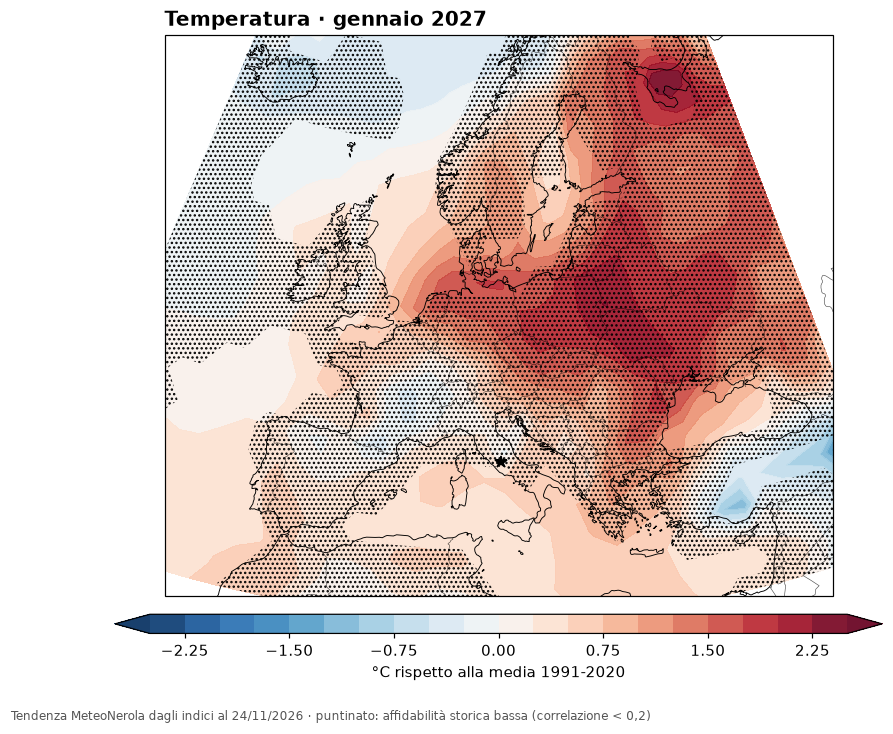 Temperatura · gennaio 2027
−2.25 −1.50 −0.75 0.00 0.75 1.50 2.25
°C rispetto alla media 1991-2020
Tendenza MeteoNerola dagli indici al 24/11/2026 · puntinato: affidabilità storica bassa (correlazione < 0,2)